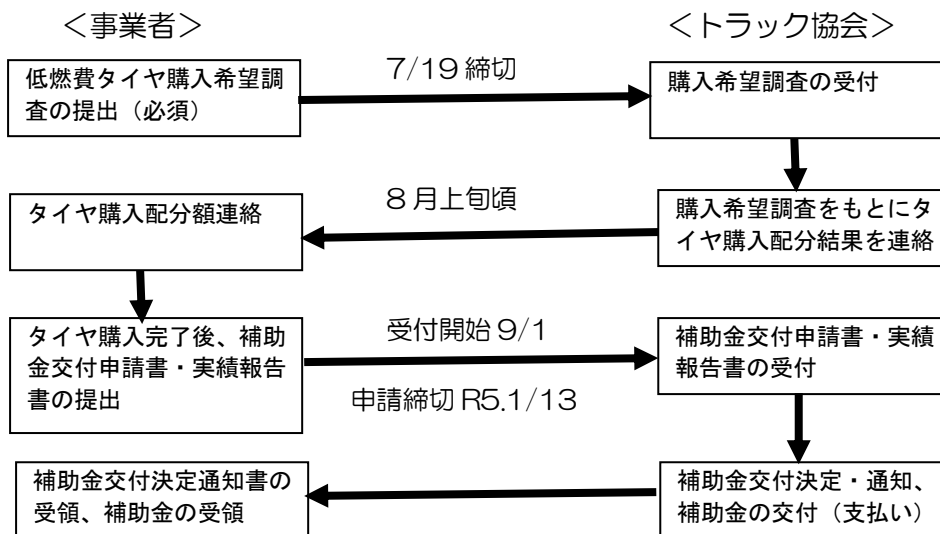 ＜事業者＞
＜トラック協会＞
低燃費タイヤ購入希望調
査の提出（必須）
7/19 締切
購入希望調査の受付
タイヤ購入配分額連絡
8 月上旬頃
購入希望調査をもとにタ
イヤ購入配分結果を連絡
タイヤ購入完了後、補助
金交付申請書・実績報告
書の提出
受付開始 9/1
申請締切 R5.1/13
補助金交付申請書・実績
報告書の受付
補助金交付決定通知書の
受領、補助金の受領
補助金交付決定・通知、
補助金の交付（支払い）